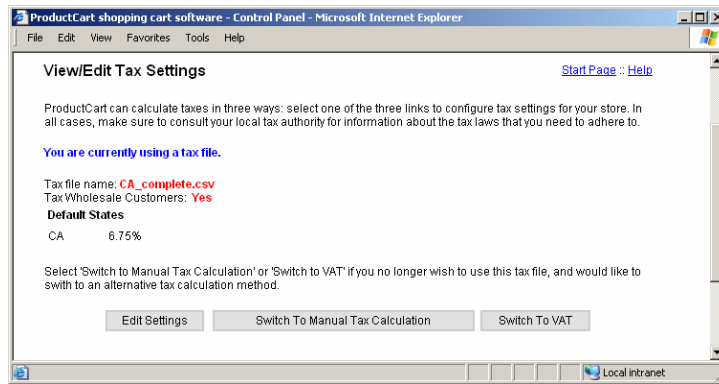 ProductCart shopping cart software - Control Panel - Microsoft Internet Explorer
File Edit View Favorites Tools Help
View/Edit Tax Settings
Start Page :: Help
ProductCart can calculate taxes in three ways: select one of the three links to configure tax settings for your store. In
all cases, make sure to consult your local tax authority for information about the tax laws that you need to adhere to.
You are currently using a tax file.
Tax file name: CA_complete.csv
Tax Wholesale Customers: Yes
Default States
CA 6.75%
Select 'Switch to Manual Tax Calculation' or 'Switch to VAT' if you no longer wish to use this tax file, and would like to
swith to an alternative tax calculation method.
Edit Settings Switch To Manual Tax Calculation Switch To VAT
Local intranet